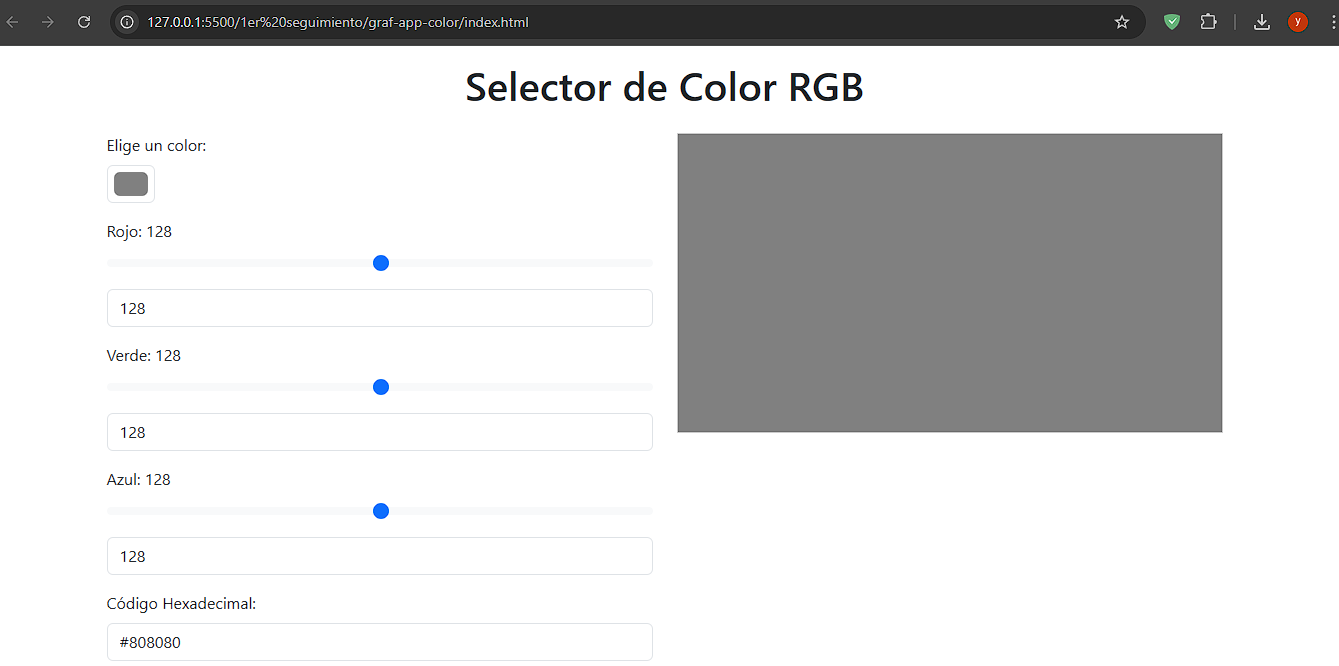 127.0.0.1:5500/1er%20seguimiento/graf-app-color/index.html
y
Selector de Color RGB
Elige un color:
Rojo: 128
128
Verde: 128
128
Azul: 128
128
Código Hexadecimal:
#808080